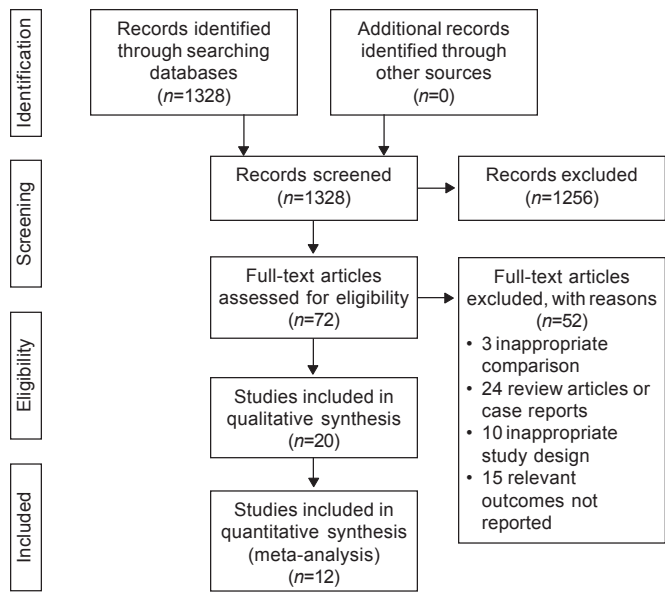 Identification
Records identified
through searching
databases
(n=1328)
Additional records
identified through
other sources
(n=0)
Screening
Records screened
(n=1328)
Records excluded
(n=1256)
Eligibility
Full-text articles
assessed for eligibility
(n=72)
Full-text articles
excluded, with reasons
(n=52)
• 3 inappropriate
comparison
• 24 review articles or
case reports
• 10 inappropriate
study design
• 15 relevant
outcomes not
reported
Studies included in
qualitative synthesis
(n=20)
Included
Studies included in
quantitative synthesis
(meta-analysis)
(n=12)